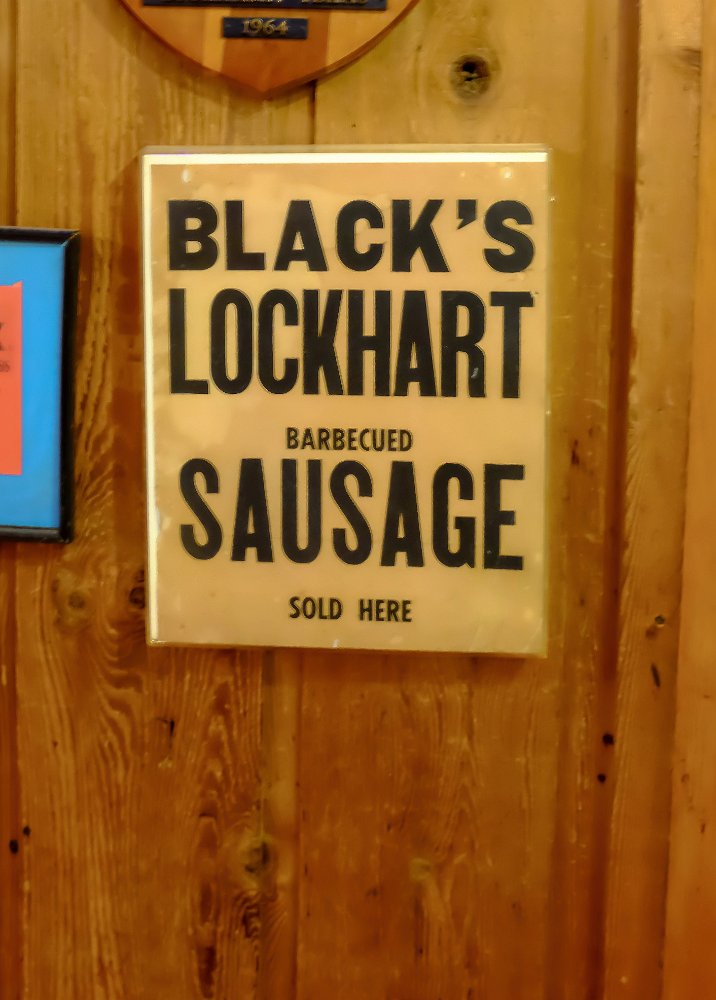 1964
BLACK'S
LOCKHART
BARBECUED
SAUSAGE
SOLD HERE